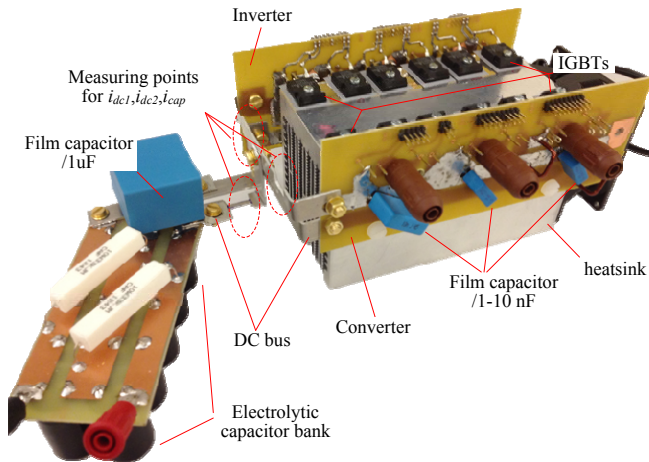 Inverter
IGBTs
Measuring points
for idc1,idc2,icap
Film capacitor
/1uF
heatsink
Film capacitor
/1-10 nF
Converter
DC bus
Electrolytic
capacitor bank